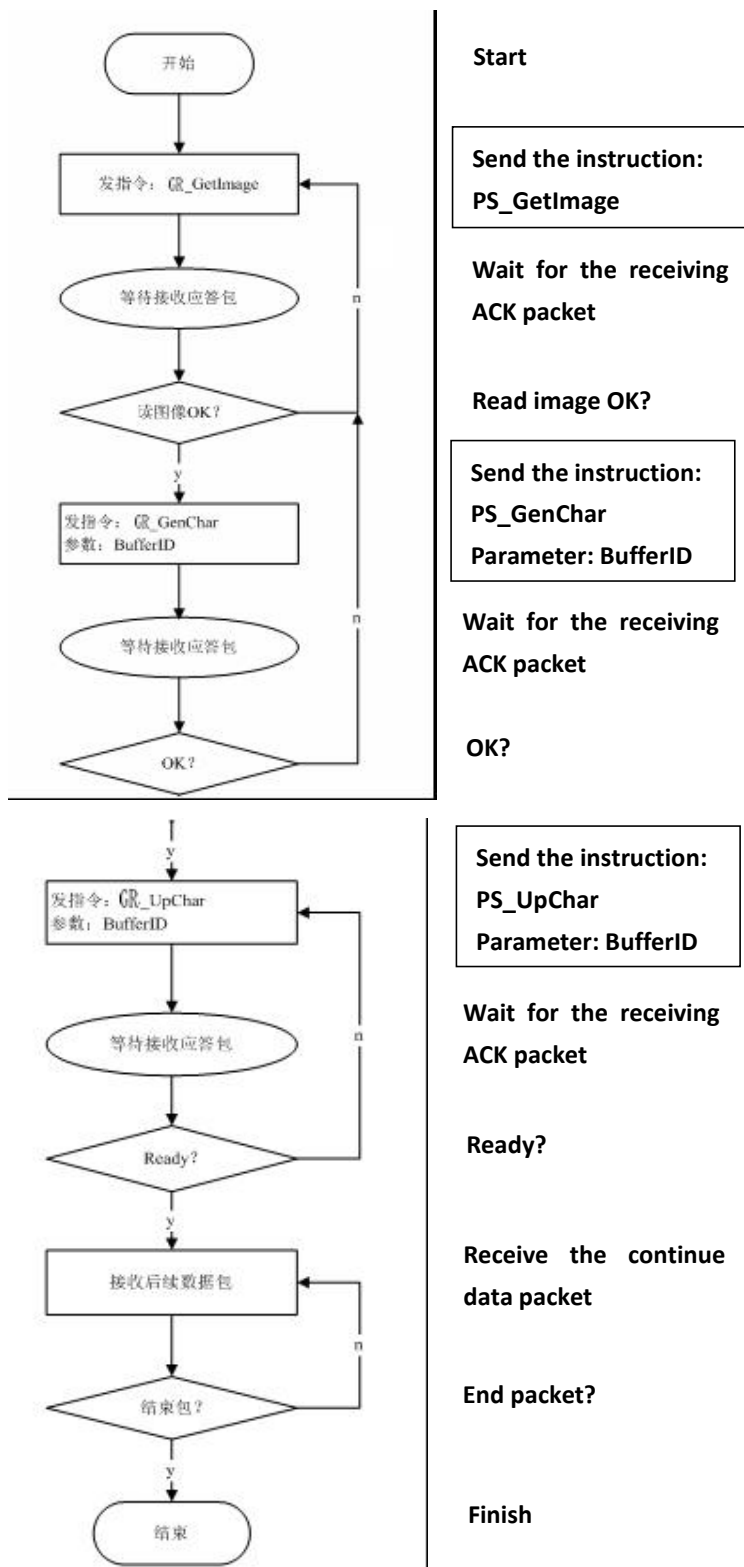 开始
Start
发指令：GR_GetImage
Send the instruction:
PS_GetImage
等待接收应答包
n
Wait for the receiving
ACK packet
读图像OK?
Read image OK?
y
发指令：GR_GenChar
参数：BufferID
Send the instruction:
PS_GenChar
Parameter: BufferID
等待接收应答包
n
Wait for the receiving
ACK packet
OK?
OK?
y
发指令：GR_UpChar
参数：BufferID
Send the instruction:
PS_UpChar
Parameter: BufferID
等待接收应答包
n
Wait for the receiving
ACK packet
Ready?
Ready?
y
接收后续数据包
Receive the continue
data packet
n
结束包?
End packet?
y
结束
Finish